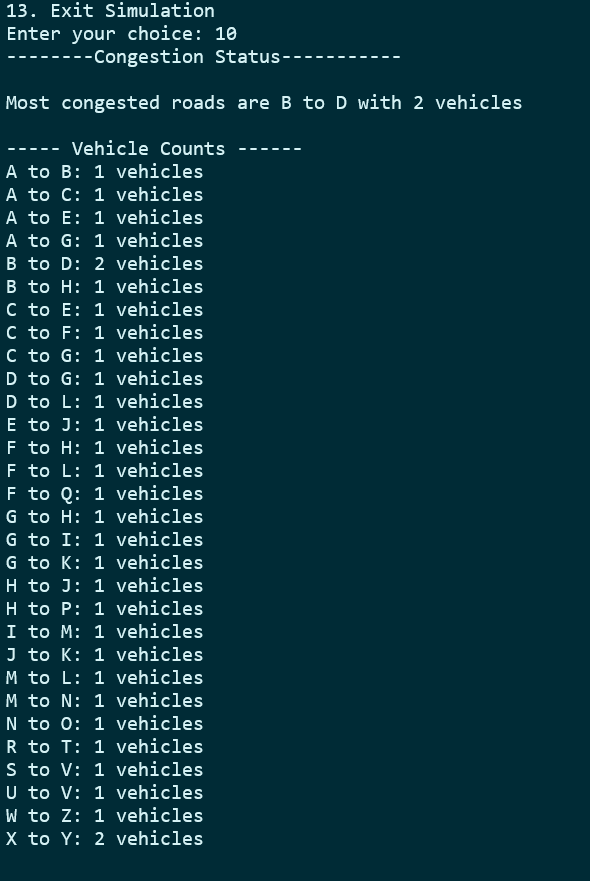 13. Exit Simulation
Enter your choice: 10
--------Congestion Status-----------
Most congested roads are B to D with 2 vehicles
----- Vehicle Counts ------
A to B: 1 vehicles
A to C: 1 vehicles
A to E: 1 vehicles
A to G: 1 vehicles
B to D: 2 vehicles
B to H: 1 vehicles
C to E: 1 vehicles
C to F: 1 vehicles
C to G: 1 vehicles
D to G: 1 vehicles
D to L: 1 vehicles
E to J: 1 vehicles
F to H: 1 vehicles
F to L: 1 vehicles
F to Q: 1 vehicles
G to H: 1 vehicles
G to I: 1 vehicles
G to K: 1 vehicles
H to J: 1 vehicles
H to P: 1 vehicles
I to M: 1 vehicles
J to K: 1 vehicles
M to L: 1 vehicles
M to N: 1 vehicles
N to O: 1 vehicles
R to T: 1 vehicles
S to V: 1 vehicles
U to V: 1 vehicles
W to Z: 1 vehicles
X to Y: 2 vehicles